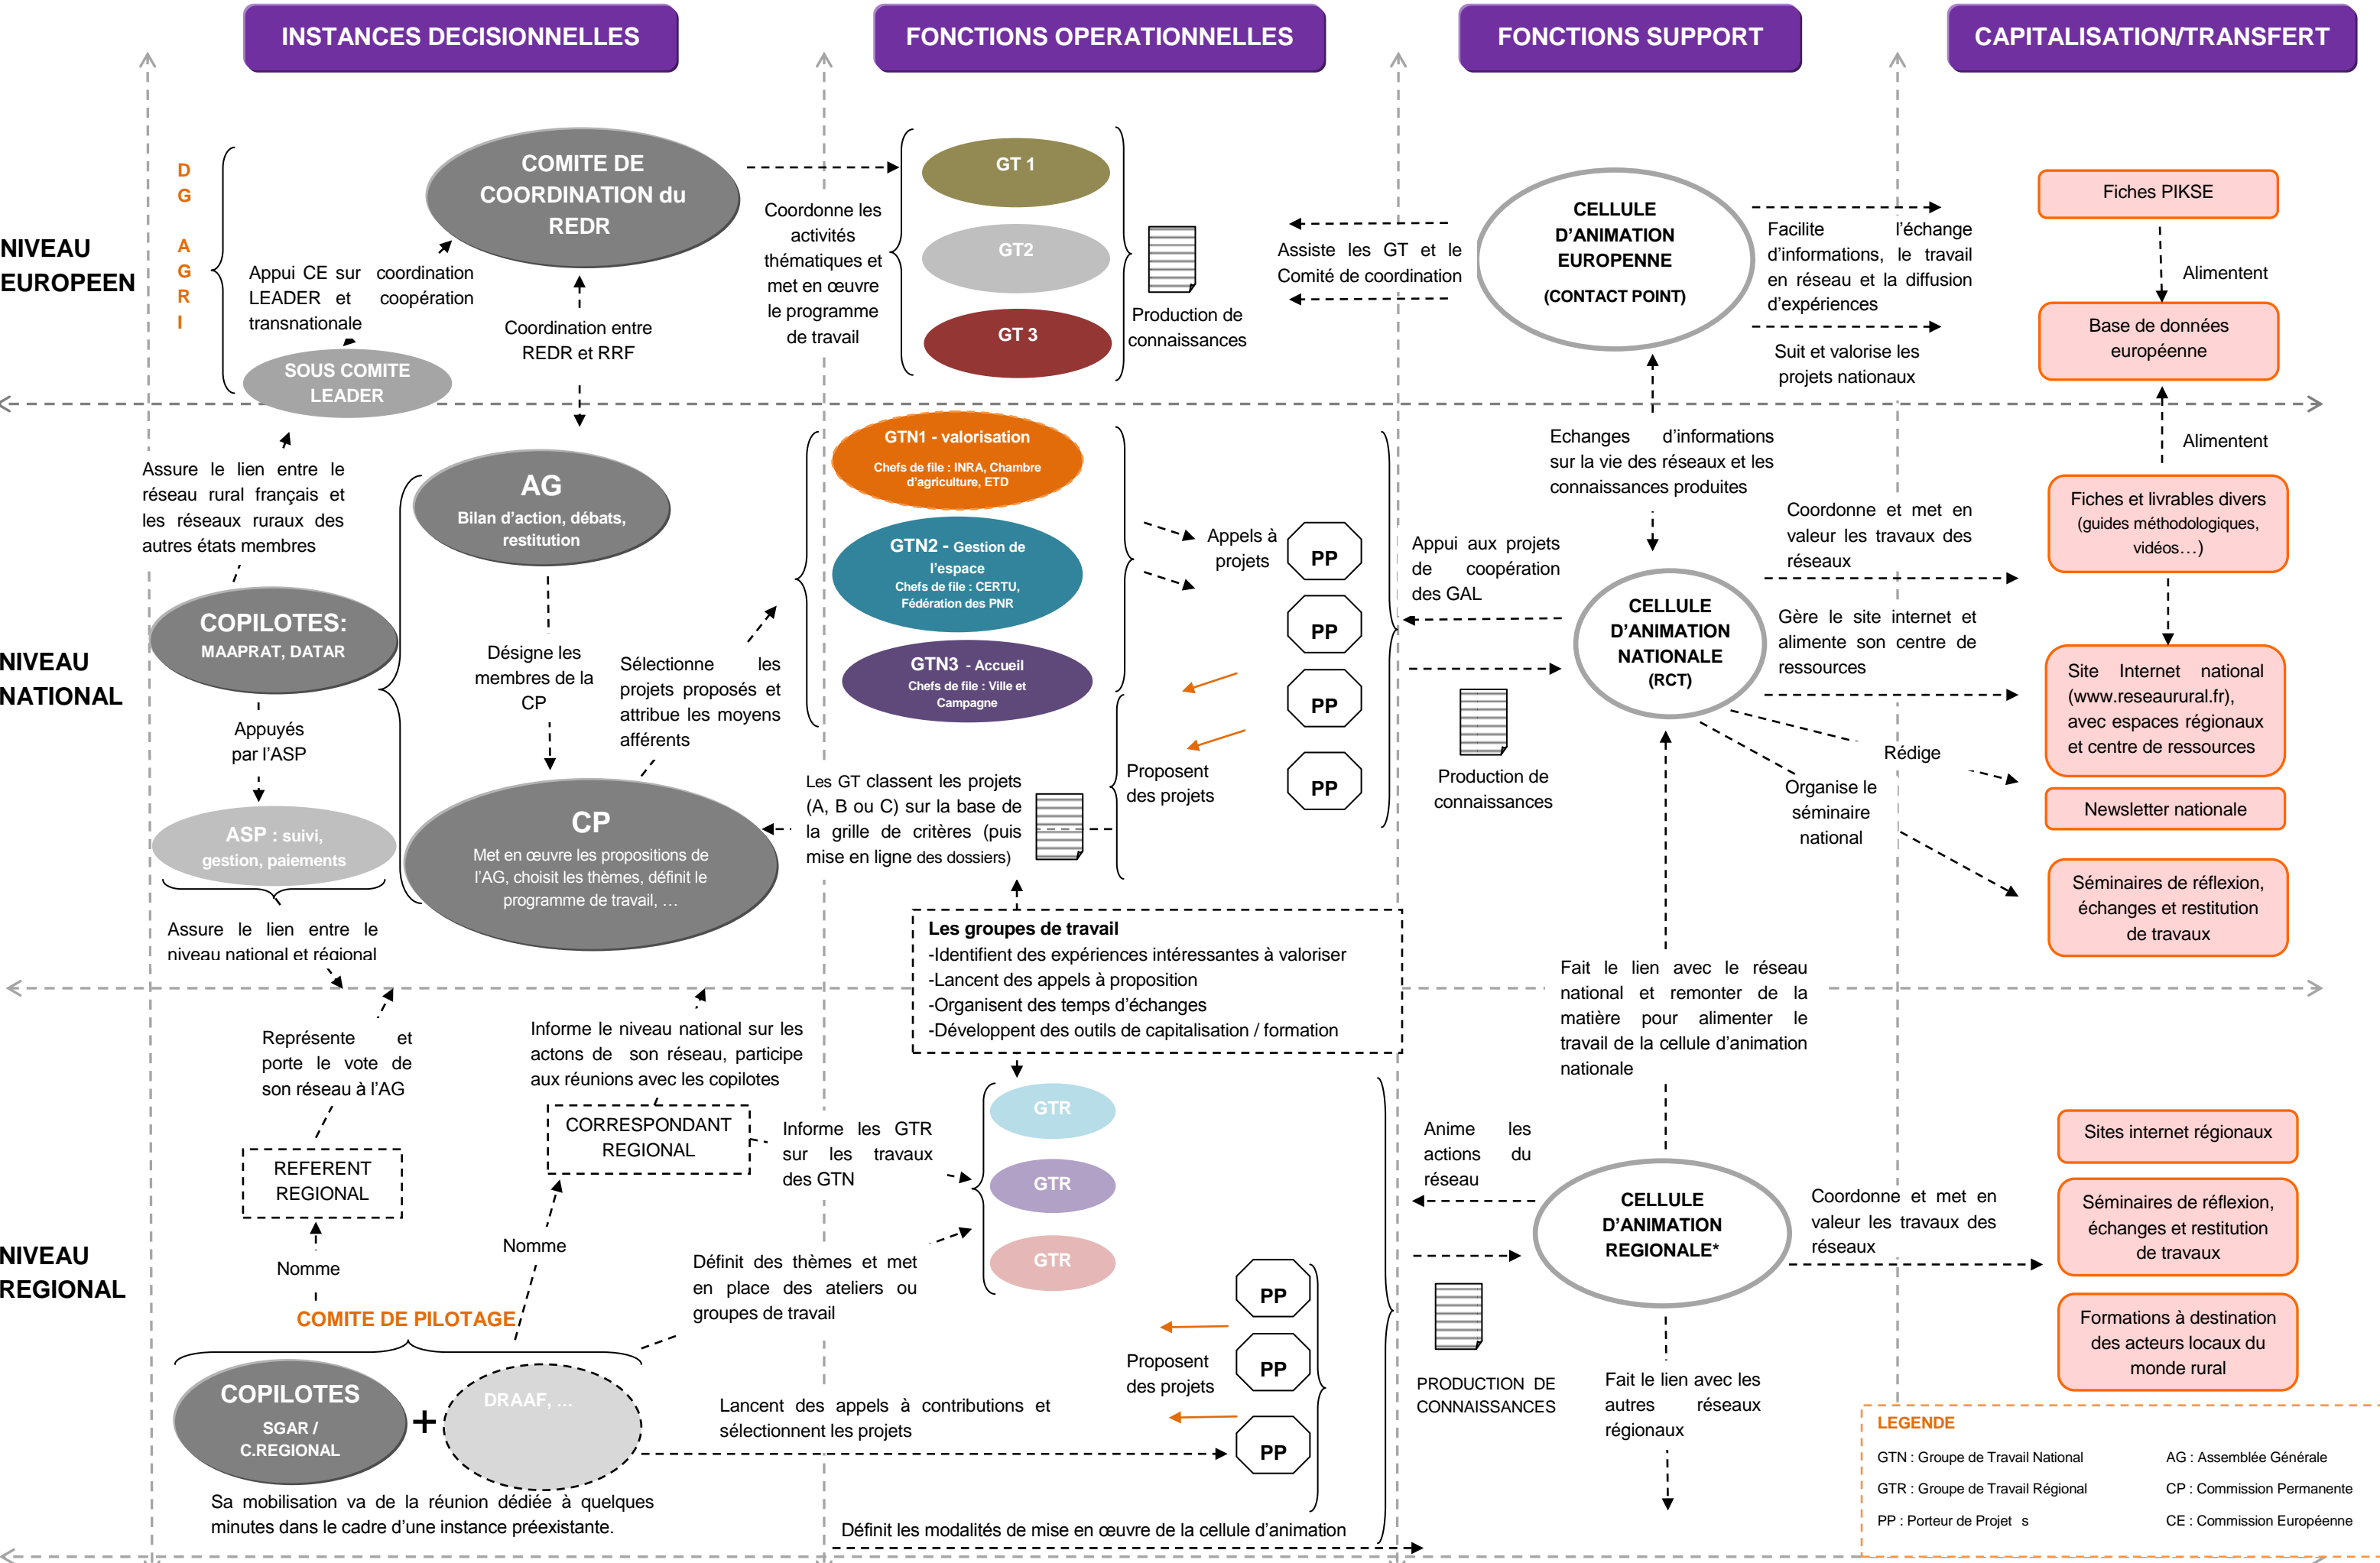 INSTANCES DECISIONNELLES
FONCTIONS OPERATIONNELLES
FONCTIONS SUPPORT
CAPITALISATION/TRANSFERT
NIVEAU
EUROPEEN
D
G
A
G
R
I
COMITE DE
COORDINATION du
REDR
Appui CE sur coordination
LEADER et coopération
transnationale
SOUS COMITE
LEADER
Coordination entre
REDR et RRF
Coordonne les
activités
thématiques et
met en œuvre
le programme
de travail
GT 1
GT2
GT 3
Production de
connaissances
Assiste les GT et le
Comité de coordination
CELLULE
D'ANIMATION
EUROPENNE
(CONTACT POINT)
Facilite l'échange
d'informations, le travail
en réseau et la diffusion
d'expériences
Suit et valorise les
projets nationaux
Fiches PIKSE
Alimentent
Base de données
européenne
NIVEAU
NATIONAL
Assure le lien entre le
réseau rural français et
les réseaux ruraux des
autres états membres
COPILOTES:
MAAPRAT, DATAR
Appuyés
par l'ASP
ASP : suivi,
gestion, paiements
Assure le lien entre le
niveau national et régional
AG
Bilan d'action, débats,
restitution
Désigne les
membres de la
CP
CP
Met en œuvre les propositions de
l'AG, choisit les thèmes, définit le
programme de travail, …
Sélectionne les
projets proposés et
attribue les moyens
afférents
GTN1 - valorisation
Chefs de file : INRA, Chambre
d'agriculture, ETD
GTN2 - Gestion de
l'espace
Chefs de file : CERTU,
Fédération des PNR
GTN3 - Accueil
Chefs de file : Ville et
Campagne
Appels à
projets
PP
PP
PP
PP
Proposent
des projets
Les GT classent les projets
(A, B ou C) sur la base de
la grille de critères (puis
mise en ligne des dossiers)
Les groupes de travail
-Identifient des expériences intéressantes à valoriser
-Lancent des appels à proposition
-Organisent des temps d'échanges
-Développent des outils de capitalisation / formation
Appui aux projets
de coopération
des GAL
Production de
connaissances
Echanges d'informations
sur la vie des réseaux et les
connaissances produites
CELLULE
D'ANIMATION
NATIONALE
(RCT)
Coordonne et met en
valeur les travaux des
réseaux
Gère le site internet et
alimente son centre de
ressources
Rédige
Organise le
séminaire
national
Alimentent
Fiches et livrables divers
(guides méthodologiques,
vidéos…)
Site Internet national
(www.reseaurural.fr),
avec espaces régionaux
et centre de ressources
Newsletter nationale
Séminaires de réflexion,
échanges et restitution
de travaux
NIVEAU
REGIONAL
Représente et
porte le vote de
son réseau à l'AG
REFERENT
REGIONAL
Nomme
Informe le niveau national sur les
actons de son réseau, participe
aux réunions avec les copilotes
CORRESPONDANT
REGIONAL
Nomme
COMITE DE PILOTAGE
COPILOTES
SGAR /
C.REGIONAL
+
DRAAF, …
Sa mobilisation va de la réunion dédiée à quelques
minutes dans le cadre d'une instance préexistante.
Informe les GTR
sur les travaux
des GTN
Définit des thèmes et met
en place des ateliers ou
groupes de travail
GTR
GTR
GTR
PP
PP
PP
Proposent
des projets
Lancent des appels à contributions et
sélectionnent les projets
Définit les modalités de mise en œuvre de la cellule d'animation
Anime les
actions du
réseau
PRODUCTION DE
CONNAISSANCES
Fait le lien avec le réseau
national et remonter de la
matière pour alimenter le
travail de la cellule d'animation
nationale
CELLULE
D'ANIMATION
REGIONALE*
Fait le lien avec les
autres réseaux
régionaux
Coordonne et met en
valeur les travaux des
réseaux
Sites internet régionaux
Séminaires de réflexion,
échanges et restitution
de travaux
Formations à destination
des acteurs locaux du
monde rural
LEGENDE
GTN : Groupe de Travail National
AG : Assemblée Générale
GTR : Groupe de Travail Régional
CP : Commission Permanente
PP : Porteur de Projet s
CE : Commission Européenne